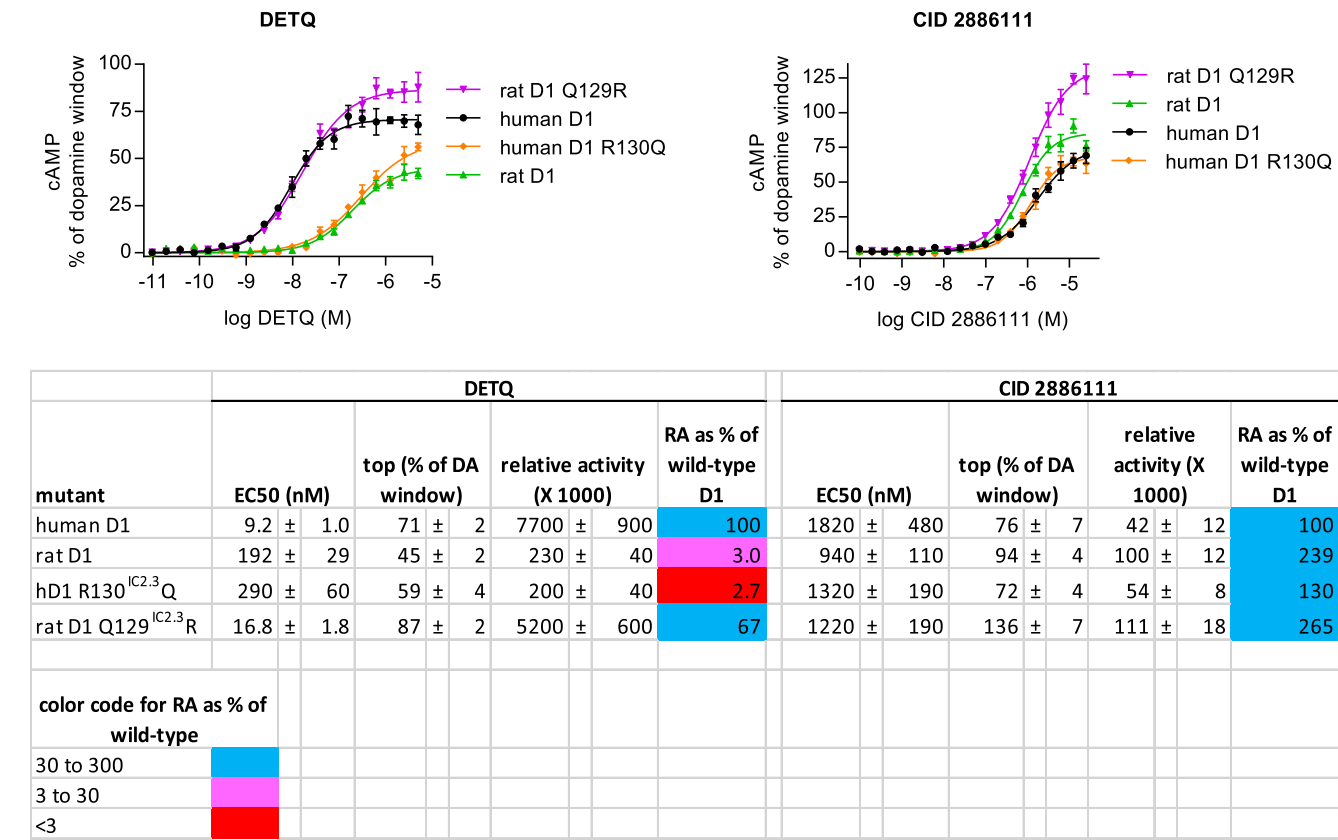 DETQ
100
75
50
25
0
cAMP
% of dopamine window
-11 -10 -9 -8 -7 -6 -5
log DETQ (M)
rat D1 Q129R
human D1
human D1 R130Q
rat D1
CID 2886111
125
100
75
50
25
0
cAMP
% of dopamine window
-10 -9 -8 -7 -6 -5
log CID 2886111 (M)
rat D1 Q129R
rat D1
human D1
human D1 R130Q
DETQ CID 2886111
mutant EC50 (nM) top (% of DA window) relative activity (X 1000) RA as % of wild-type D1 EC50 (nM) top (% of DA window) relative activity (X 1000) RA as % of wild-type D1
human D1 9.2 ± 1.0 71 ± 2 7700 ± 900 100 1820 ± 480 76 ± 7 42 ± 12 100
rat D1 192 ± 29 45 ± 2 230 ± 40 3.0 940 ± 110 94 ± 4 100 ± 12 239
hD1 R130IC2.3Q 290 ± 60 59 ± 4 200 ± 40 2.7 1320 ± 190 72 ± 4 54 ± 8 130
rat D1 Q129IC2.3R 16.8 ± 1.8 87 ± 2 5200 ± 600 67 1220 ± 190 136 ± 7 111 ± 18 265
color code for RA as % of
wild-type
30 to 300
3 to 30
<3